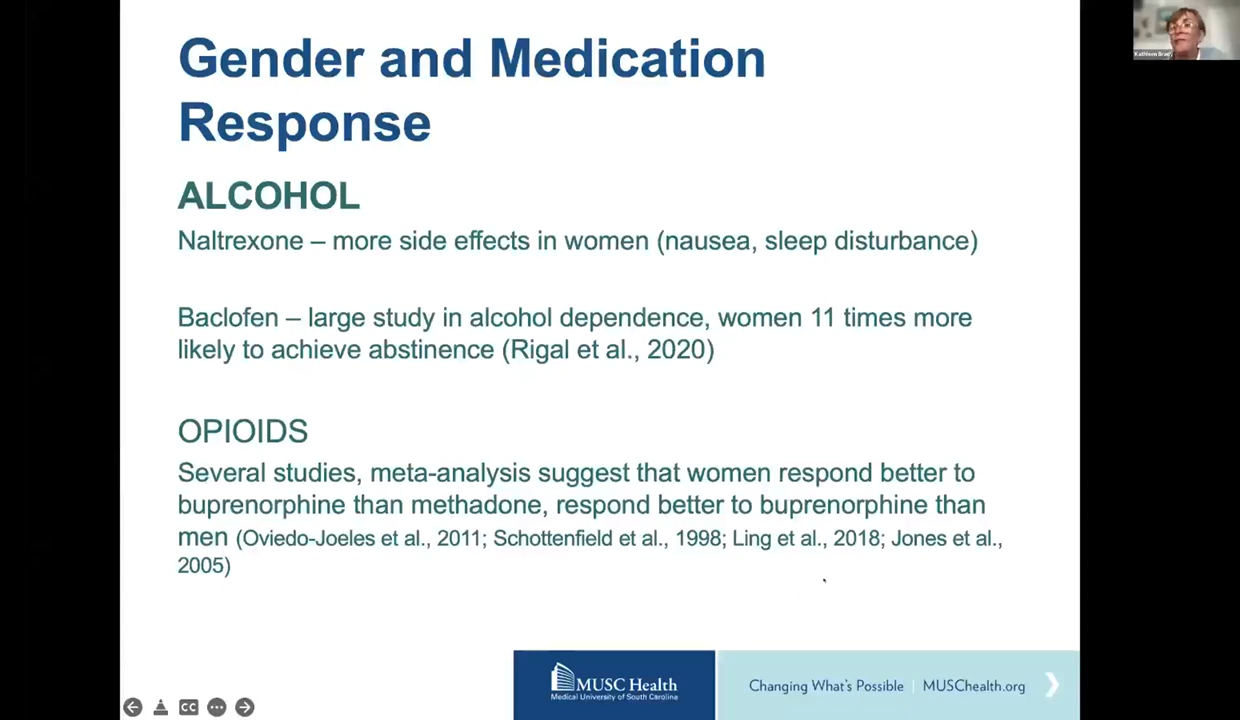 Gender and Medication
Response
ALCOHOL
Naltrexone – more side effects in women (nausea, sleep disturbance)
Baclofen – large study in alcohol dependence, women 11 times more
likely to achieve abstinence (Rigal et al., 2020)
OPIOIDS
Several studies, meta-analysis suggest that women respond better to
buprenorphine than methadone, respond better to buprenorphine than
men (Oviedo-Joeles et al., 2011; Schottenfield et al., 1998; Ling et al., 2018; Jones et al.,
2005)
MUSC Health
Medical University of South Carolina
Changing What's Possible | MUSChealth.org
CC
Kathleen Brady